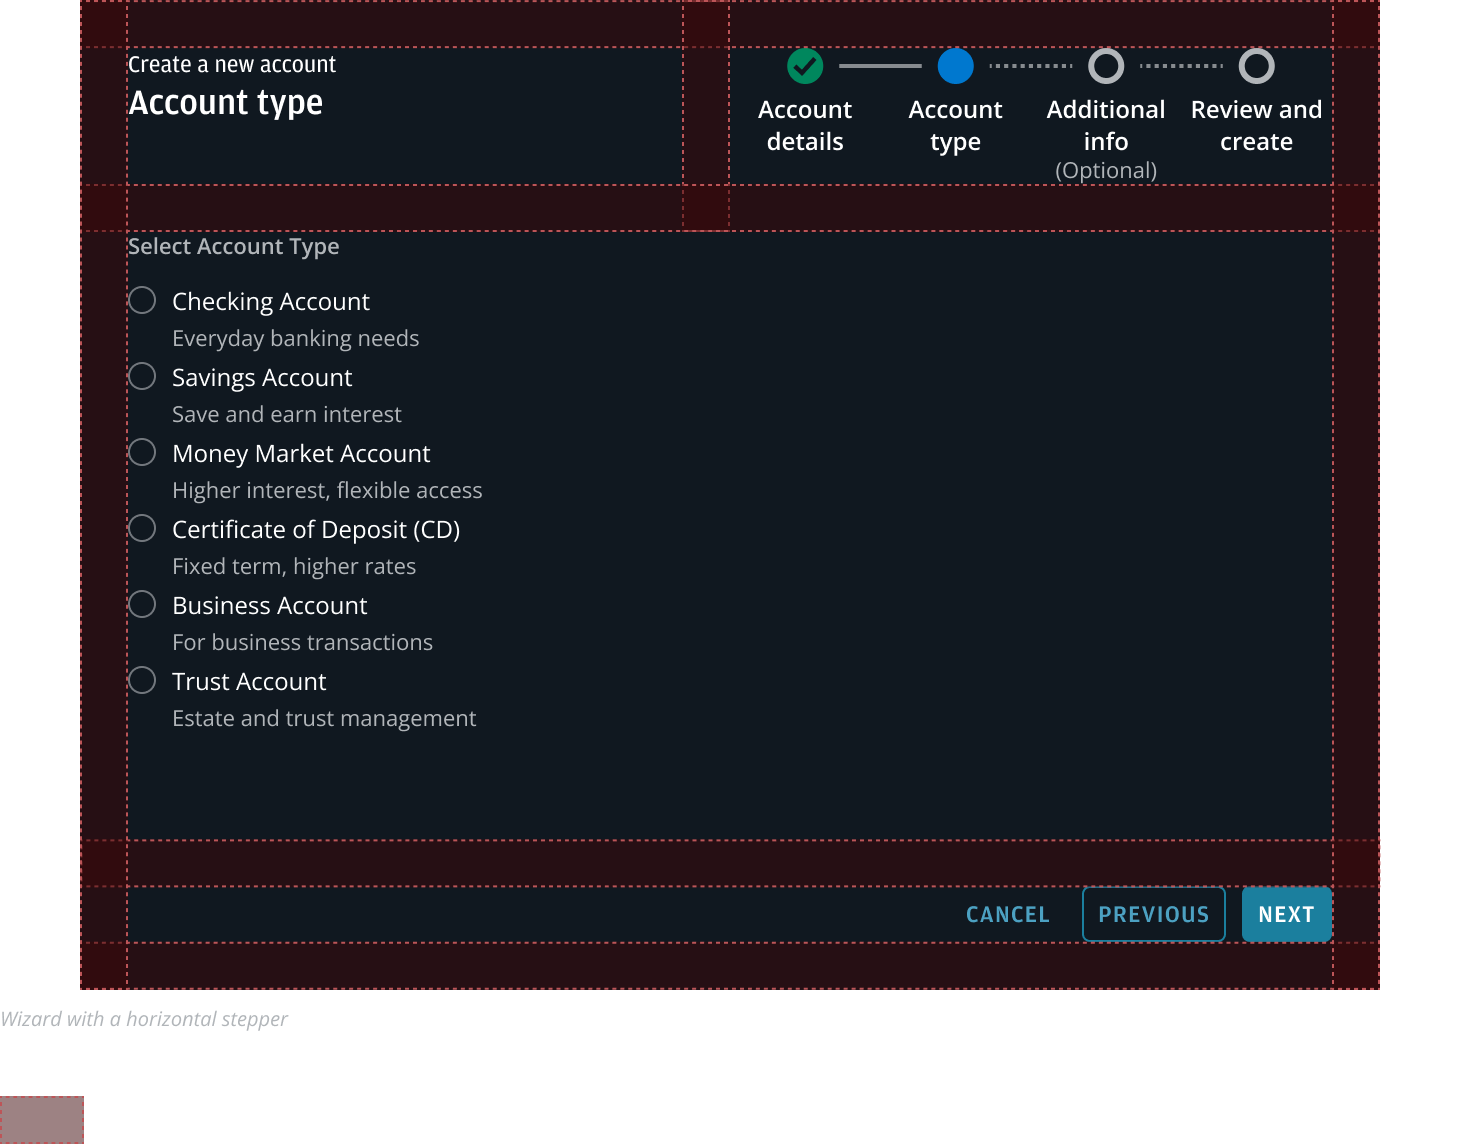 Create a new account
Account type
Account details
Account type
Additional info
(Optional)
Review and create
Select Account Type
Checking Account
Everyday banking needs
Savings Account
Save and earn interest
Money Market Account
Higher interest, flexible access
Certificate of Deposit (CD)
Fixed term, higher rates
Business Account
For business transactions
Trust Account
Estate and trust management
CANCEL
PREVIOUS
NEXT
Wizard with a horizontal stepper